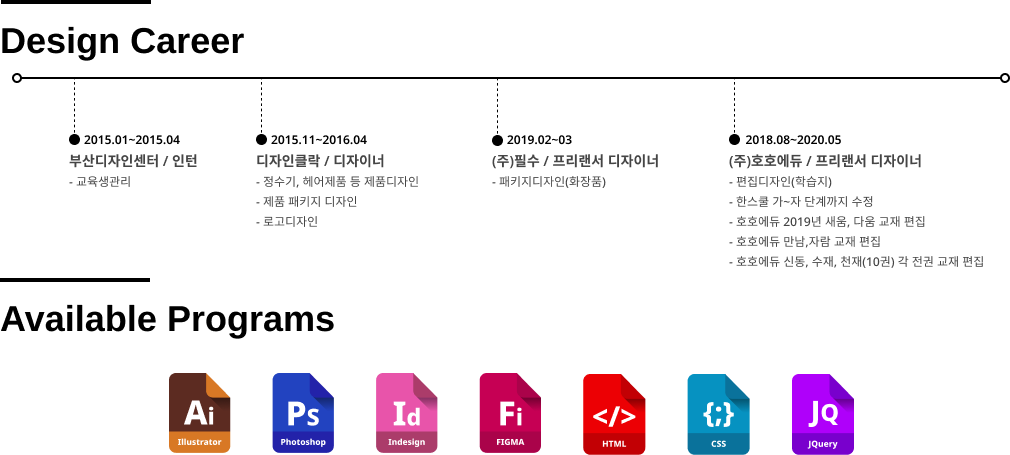 Design Career
2015.01~2015.04
부산디자인센터 / 인턴
- 교육생관리
2015.11~2016.04
디자인클락 / 디자이너
- 정수기, 헤어제품 등 제품디자인
- 제품 패키지 디자인
- 로고디자인
2019.02~03
(주)필수 / 프리랜서 디자이너
- 패키지디자인(화장품)
2018.08~2020.05
(주)호호에듀 / 프리랜서 디자이너
- 편집디자인(학습지)
- 한스쿨 가~자 단계까지 수정
- 호호에듀 2019년 새움, 다움 교재 편집
- 호호에듀 만남,자람 교재 편집
- 호호에듀 신동, 수재, 천재(10권) 각 전권 교재 편집
Available Programs
Ai
Illustrator
Ps
Photoshop
Id
Indesign
Fi
FIGMA
</>
HTML
{;}
CSS
JQ
JQuery